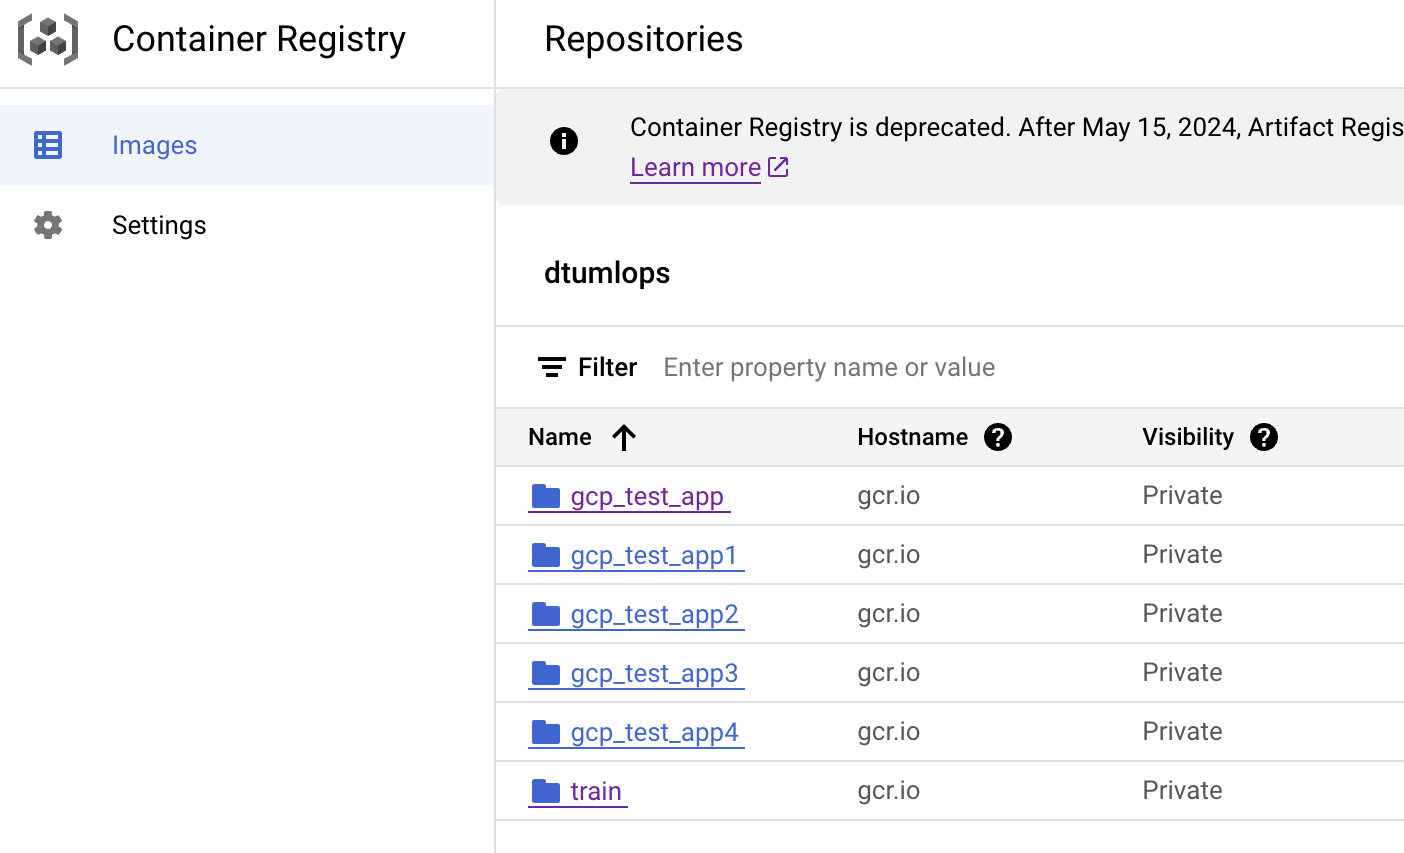 Container Registry
Images
Settings
Repositories
Container Registry is deprecated. After May 15, 2024, Artifact Regis
Learn more
dtumlops
Filter Enter property name or value
Name Hostname Visibility
gcp_test_app gcr.io Private
gcp_test_app1 gcr.io Private
gcp_test_app2 gcr.io Private
gcp_test_app3 gcr.io Private
gcp_test_app4 gcr.io Private
train gcr.io Private